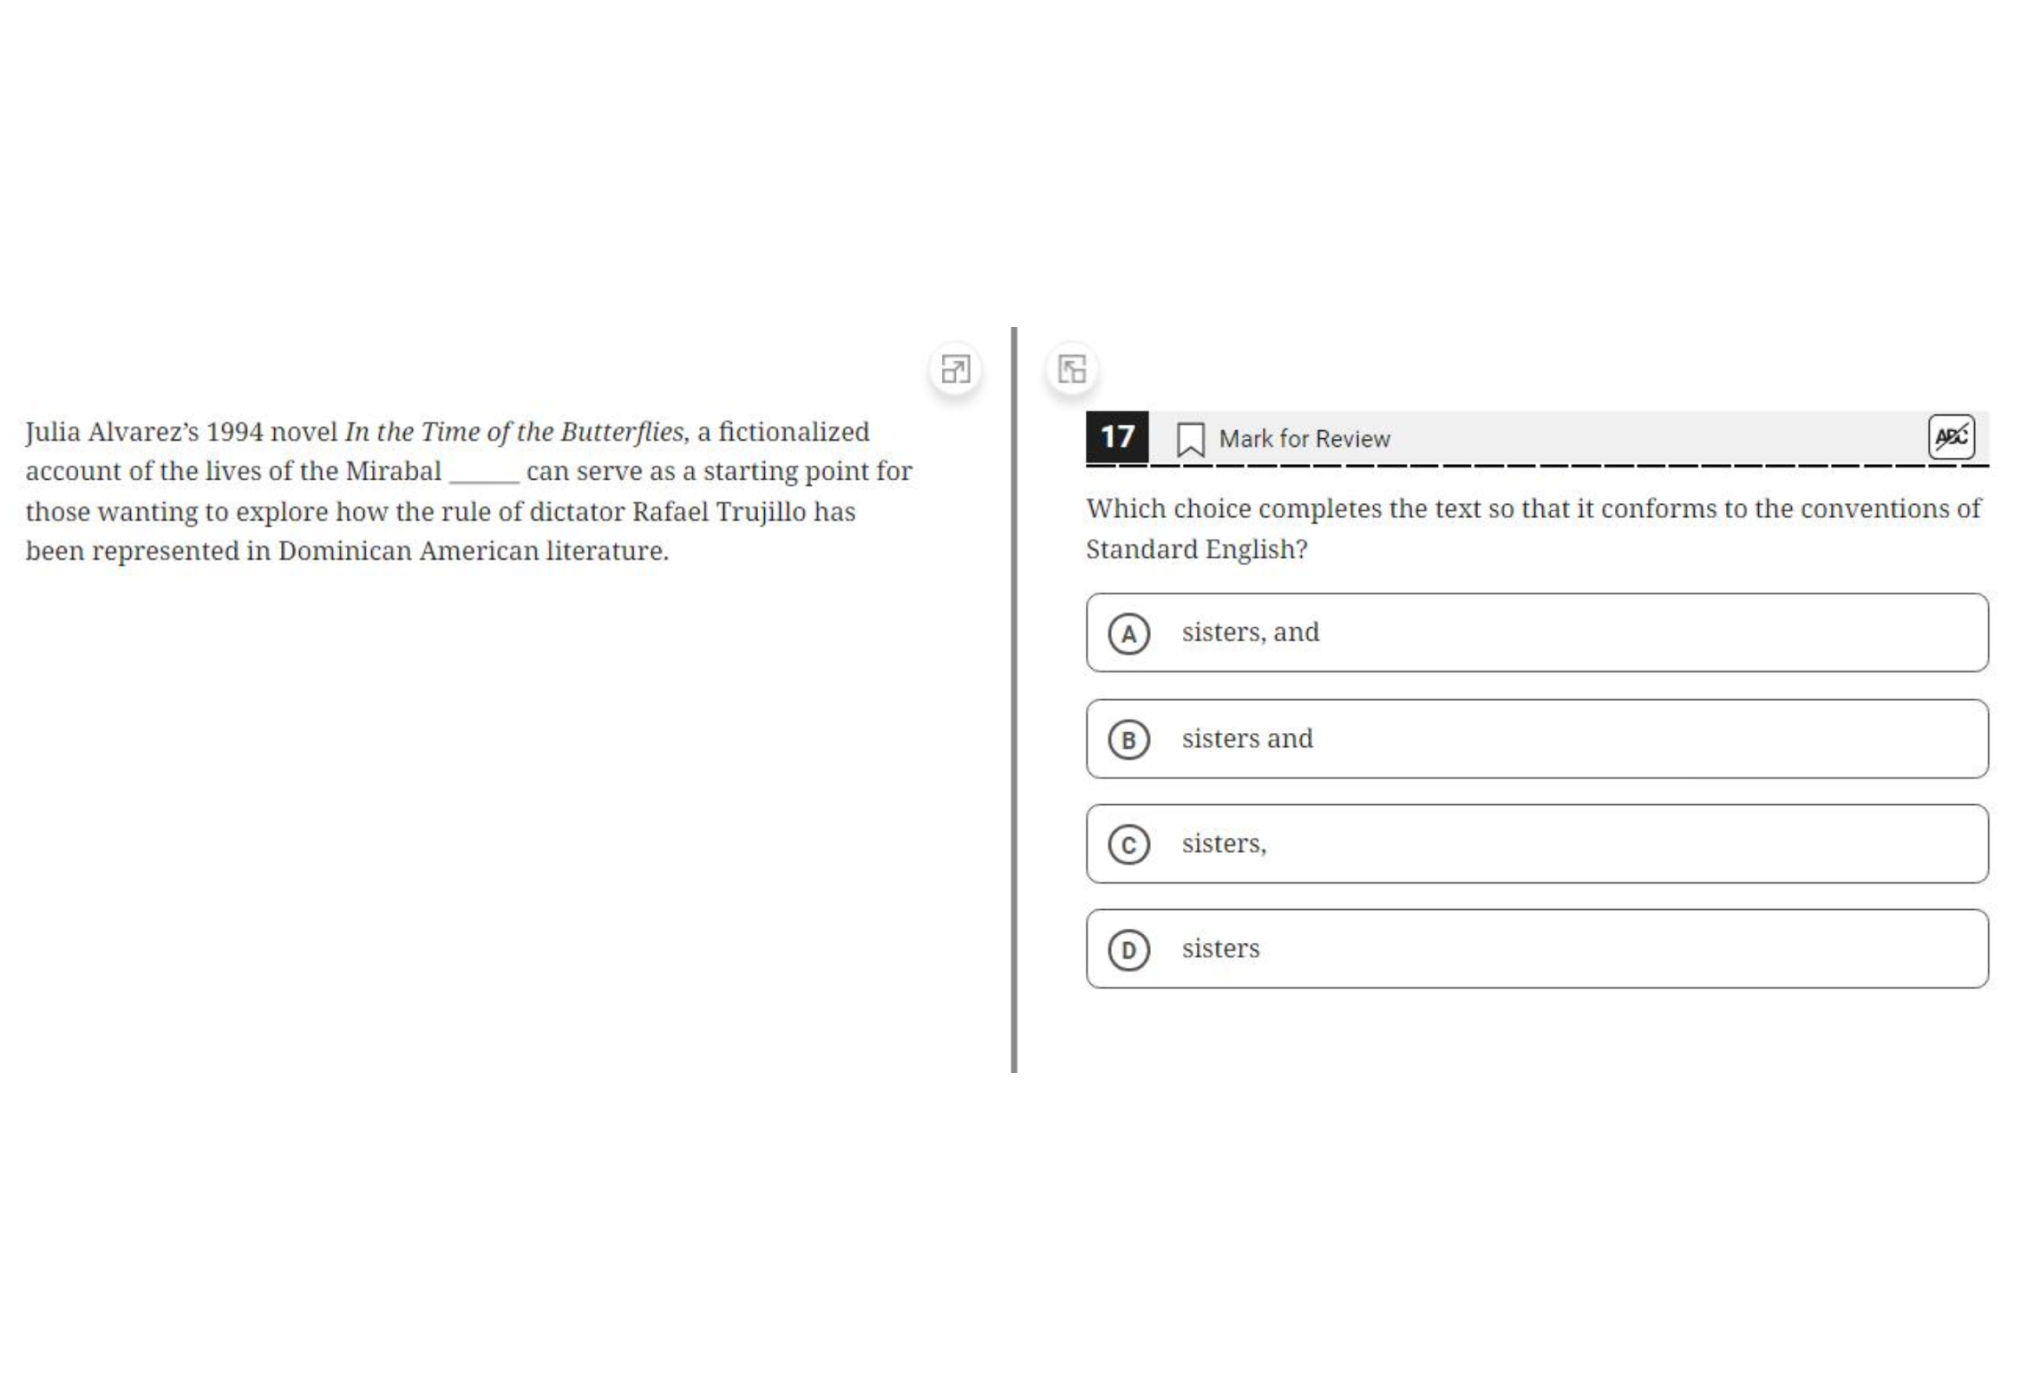 Julia Alvarez’s 1994 novel In the Time of the Butterflies, a fictionalized
account of the lives of the Mirabal ______ can serve as a starting point for
those wanting to explore how the rule of dictator Rafael Trujillo has
been represented in Dominican American literature.
17 Mark for Review ABC
Which choice completes the text so that it conforms to the conventions of
Standard English?
A sisters, and
B sisters and
C sisters,
D sisters